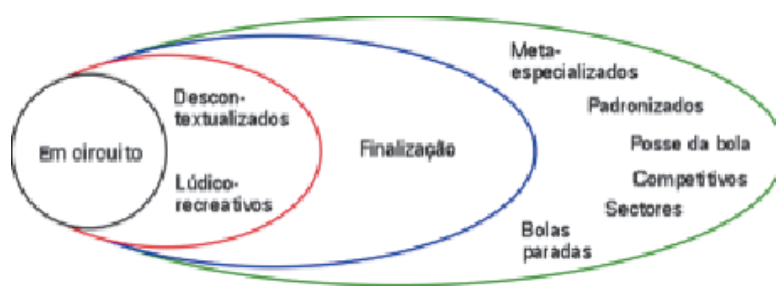 Em circuito
Descon-
textualizados
Lúdico-
recreativos
Finalização
Meta-
especializados
Padronizados
Posse da bola
Competitivos
Sectores
Bolas
paradas